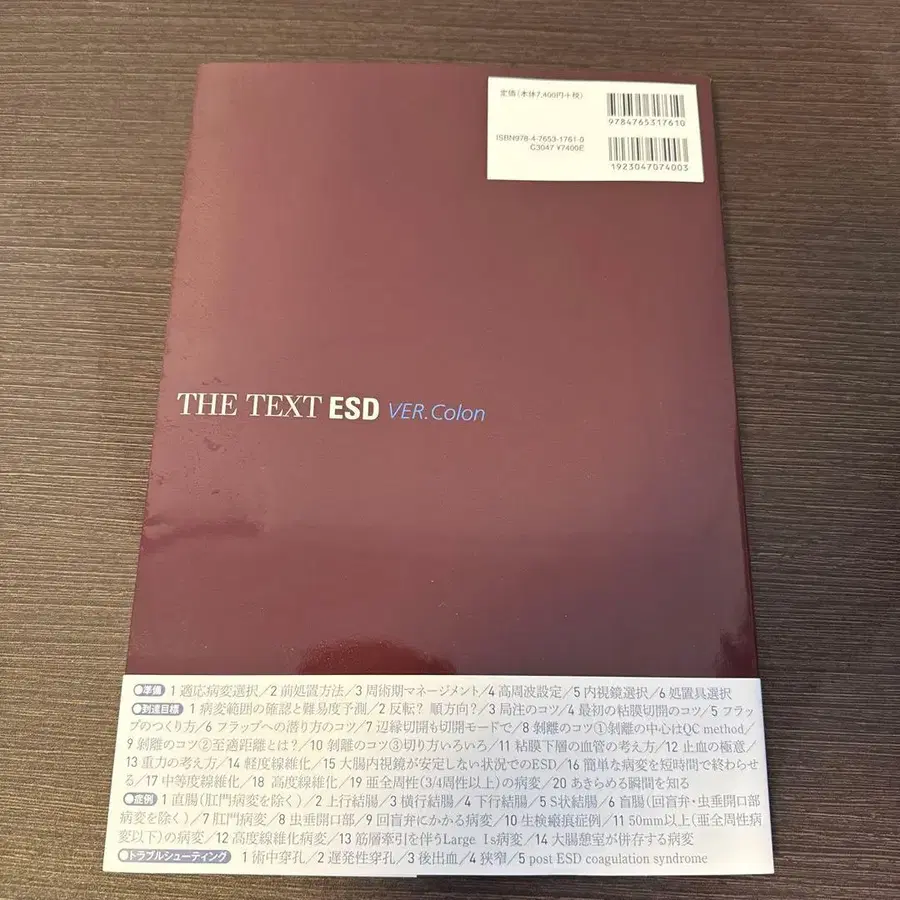 定価(本体7,400円+税)
9784765317610
ISBN978-4-7653-1761-0
C3047 ¥7400E
1923047074003
THE TEXT ESD VER.Colon
●準備 1 適応病変選択/2 前処置方法/3 周術期マネージメント/4 高周波設定/5 内視鏡選択/6 処置具選択
●到達目標 1 病変範囲の確認と難易度予測/2 反転? 順方向?/3 局注のコツ/4 最初の粘膜切開のコツ/5 フラッ
プのつくり方/6 フラップへの潜り方のコツ/7 辺縁切開も切開モードで/8 剝離のコツ①剝離の中心はQC method/
9 剝離のコツ②至適距離とは?/10 剝離のコツ③切り方いろいろ/11 粘膜下層の血管の考え方/12 止血の極意/
13 重力の考え方/14 軽度線維化/15 大腸内視鏡が安定しない状況でのESD/16 簡単な病変を短時間で終わらせ
る/17 中等度線維化/18 高度線維化/19 亜全周性(3/4周性以上)の病変/20 あきらめる瞬間を知る
●症例 1 直腸(肛門病変を除く)/2 上行結腸/3 横行結腸/4 下行結腸/5 S状結腸/6 盲腸(回盲弁・虫垂開口部
病変を除く)/7 肛門病変/8 虫垂開口部/9 回盲弁にかかる病変/10 生検瘢痕症例/11 50mm以上(亜全周性病
変以下)の病変/12 高度線維化病変/13 筋層牽引を伴うLarge Is病変/14 大腸憩室が併存する病変
●トラブルシューティング 1 術中穿孔/2 遅発性穿孔/3 後出血/4 狭窄/5 post ESD coagulation syndrome